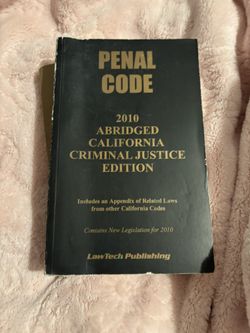 PENAL
CODE
2010
ABRIDGED
CALIFORNIA
CRIMINAL JUSTICE
EDITION
Includes an Appendix of Related Laws
from other California Codes
Contains New Legislation for 2010
LawTech Publishing